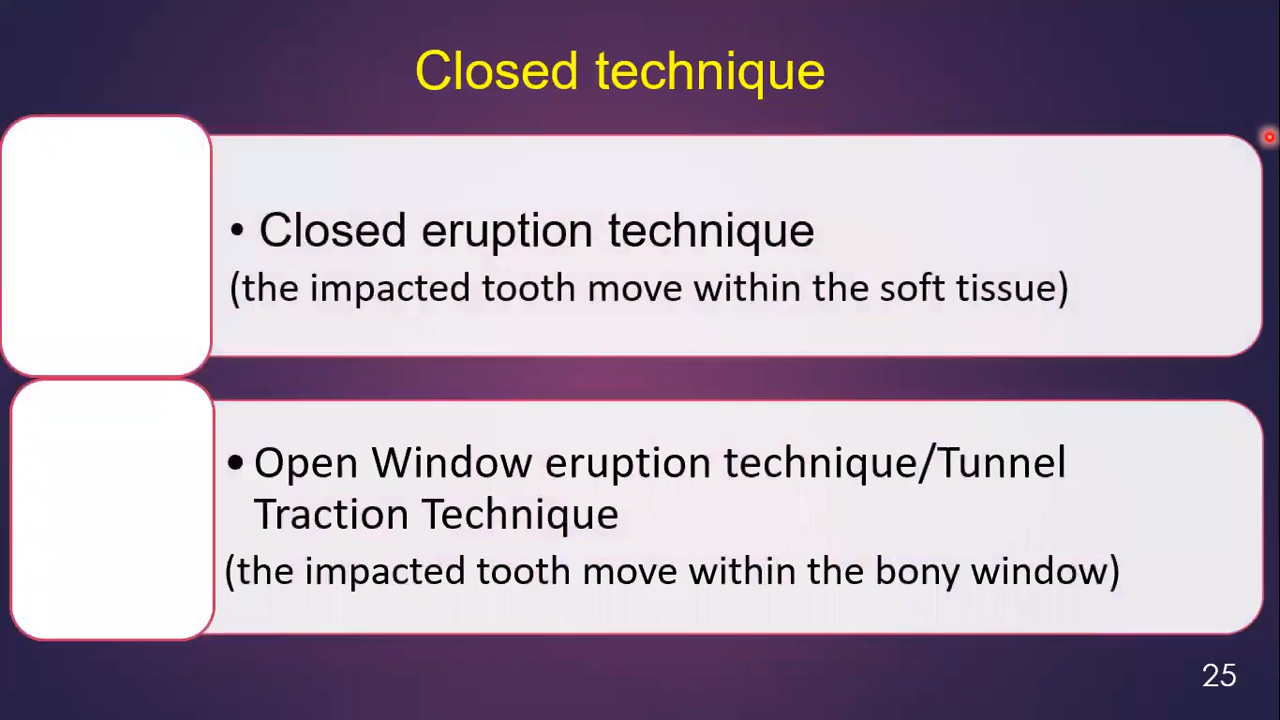 Closed technique
• Closed eruption technique
(the impacted tooth move within the soft tissue)
• Open Window eruption technique/Tunnel
Traction Technique
(the impacted tooth move within the bony window)
25